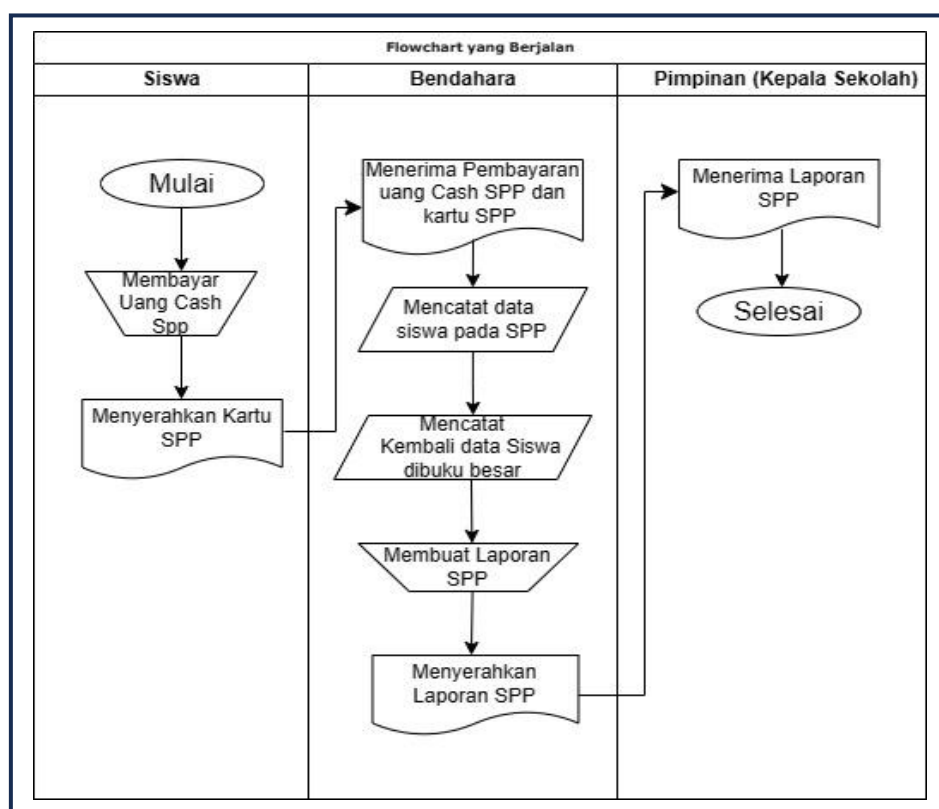 Flowchart yang Berjalan
Siswa
Bendahara
Pimpinan (Kepala Sekolah)
Mulai
Membayar
Uang Cash
Spp
Menyerahkan Kartu
SPP
Menerima Pembayaran
uang Cash SPP dan
kartu SPP
Mencatat data
siswa pada SPP
Mencatat
Kembali data Siswa
dibuku besar
Membuat Laporan
SPP
Menyerahkan
Laporan SPP
Menerima Laporan
SPP
Selesai